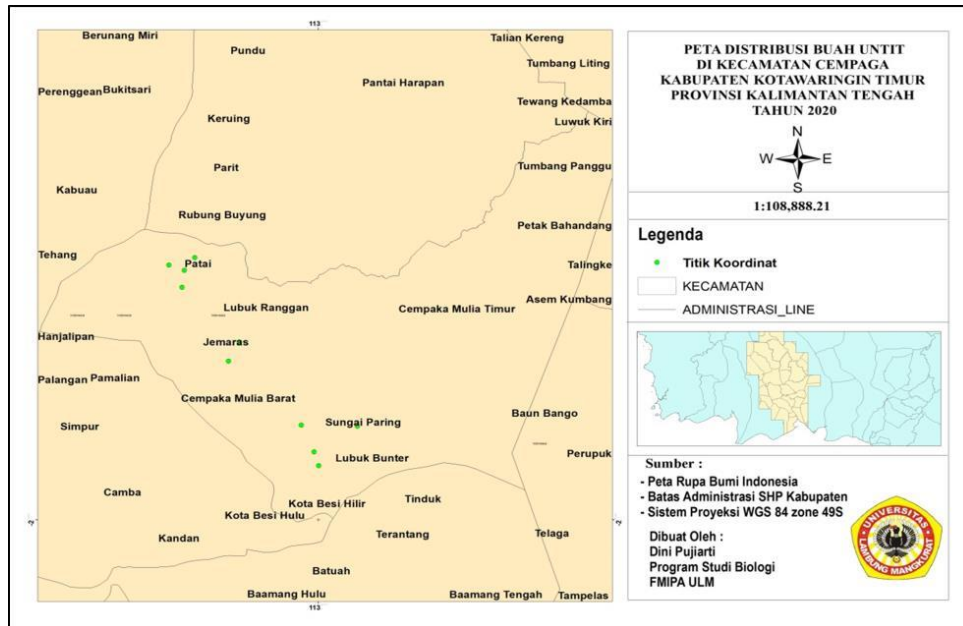 113
Berunang Miri
Talian Kereng
Pundu
Tumbang Liting
Pantai Harapan
Perenggean Bukitsari
Tewang Kedamba
Keruing
Luwuk Kiri
Parit
Tumbang Panggu
Kabuau
Rubung Buyung
Petak Bahandang
Tehang
Patai
Talingke
Lubuk Ranggan
Cempaka Mulia Timur
Asem Kumbang
Hanjalipan
Jemaras
Palangan Pamalian
Cempaka Mulia Barat
Simpur
Sungai Paring
Baun Bango
Lubuk Bunter
Perupuk
Camba
Kota Besi Hilir
Tinduk
Kota Besi Hulu
-2
-2
Kandan
Terantang
Telaga
Batuah
Baamang Hulu
Baamang Tengah
Tampelas
113
PETA DISTRIBUSI BUAH UNTIT
DI KECAMATAN CEMPAGA
KABUPATEN KOTAWARINGIN TIMUR
PROVINSI KALIMANTAN TENGAH
TAHUN 2020
N
W E
S
1:108,888.21
Legenda
Titik Koordinat
KECAMATAN
ADMINISTRASI_LINE
Sumber :
- Peta Rupa Bumi Indonesia
- Batas Administrasi SHP Kabupaten
- Sistem Proyeksi WGS 84 zone 49S
Dibuat Oleh :
Dini Pujiarti
Program Studi Biologi
FMIPA ULM
UNIVERSITAS
LAMBUNG MANGKURAT